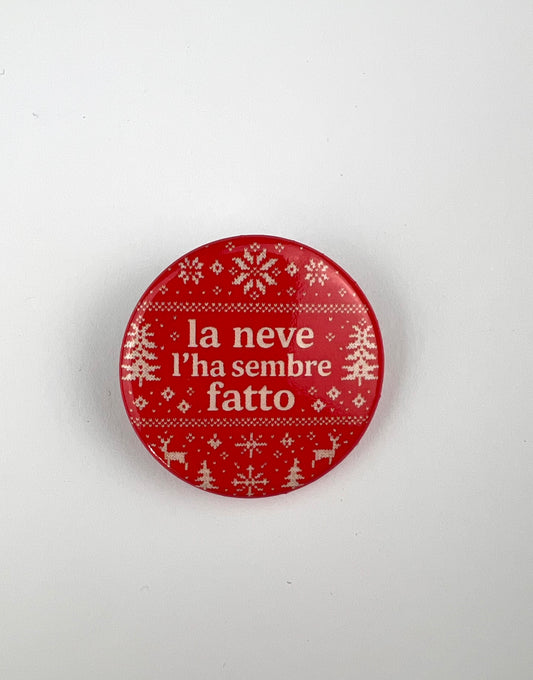 la neve
l'ha sembre
fatto